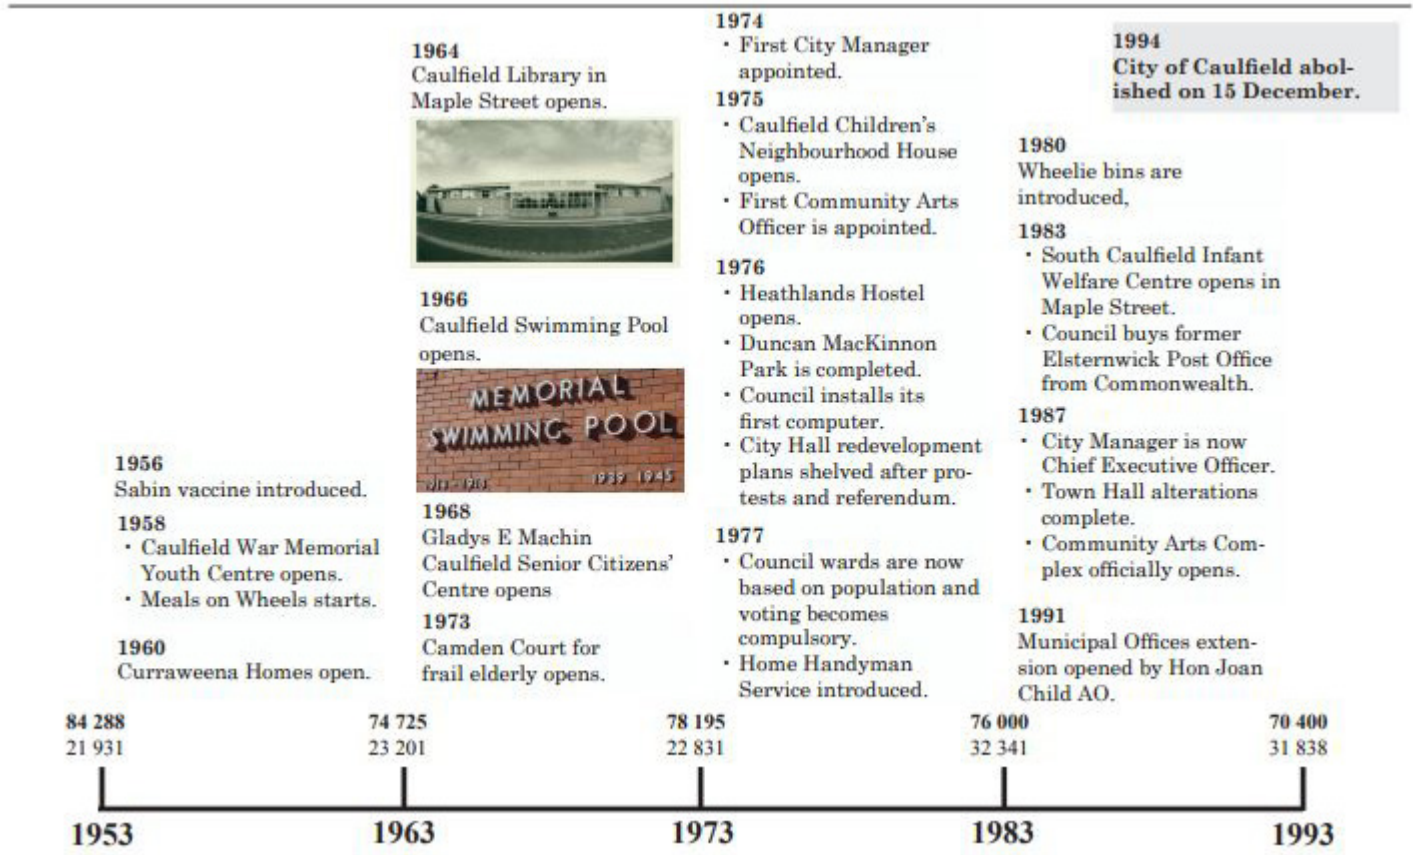 1956
Sabin vaccine introduced.
1958
· Caulfield War Memorial
Youth Centre opens.
· Meals on Wheels starts.
1960
Curraweena Homes open.
1964
Caulfield Library in
Maple Street opens.
1966
Caulfield Swimming Pool
opens.
MEMORIAL
SWIMMING POOL
1939 1945
1968
Gladys E Machin
Caulfield Senior Citizens'
Centre opens
1973
Camden Court for
frail elderly opens.
1974
· First City Manager
appointed.
1975
· Caulfield Children's
Neighbourhood House
opens.
· First Community Arts
Officer is appointed.
1976
· Heathlands Hostel
opens.
· Duncan MacKinnon
Park is completed.
· Council installs its
first computer.
· City Hall redevelopment
plans shelved after pro-
tests and referendum.
1977
· Council wards are now
based on population and
voting becomes
compulsory.
· Home Handyman
Service introduced.
1994
City of Caulfield abol-
ished on 15 December.
1980
Wheelie bins are
introduced,
1983
· South Caulfield Infant
Welfare Centre opens in
Maple Street.
· Council buys former
Elsternwick Post Office
from Commonwealth.
1987
· City Manager is now
Chief Executive Officer.
· Town Hall alterations
complete.
· Community Arts Com-
plex officially opens.
1991
Municipal Offices exten-
sion opened by Hon Joan
Child AO.
84 288 74 725 78 195 76 000 70 400
21 931 23 201 22 831 32 341 31 838
1953 1963 1973 1983 1993